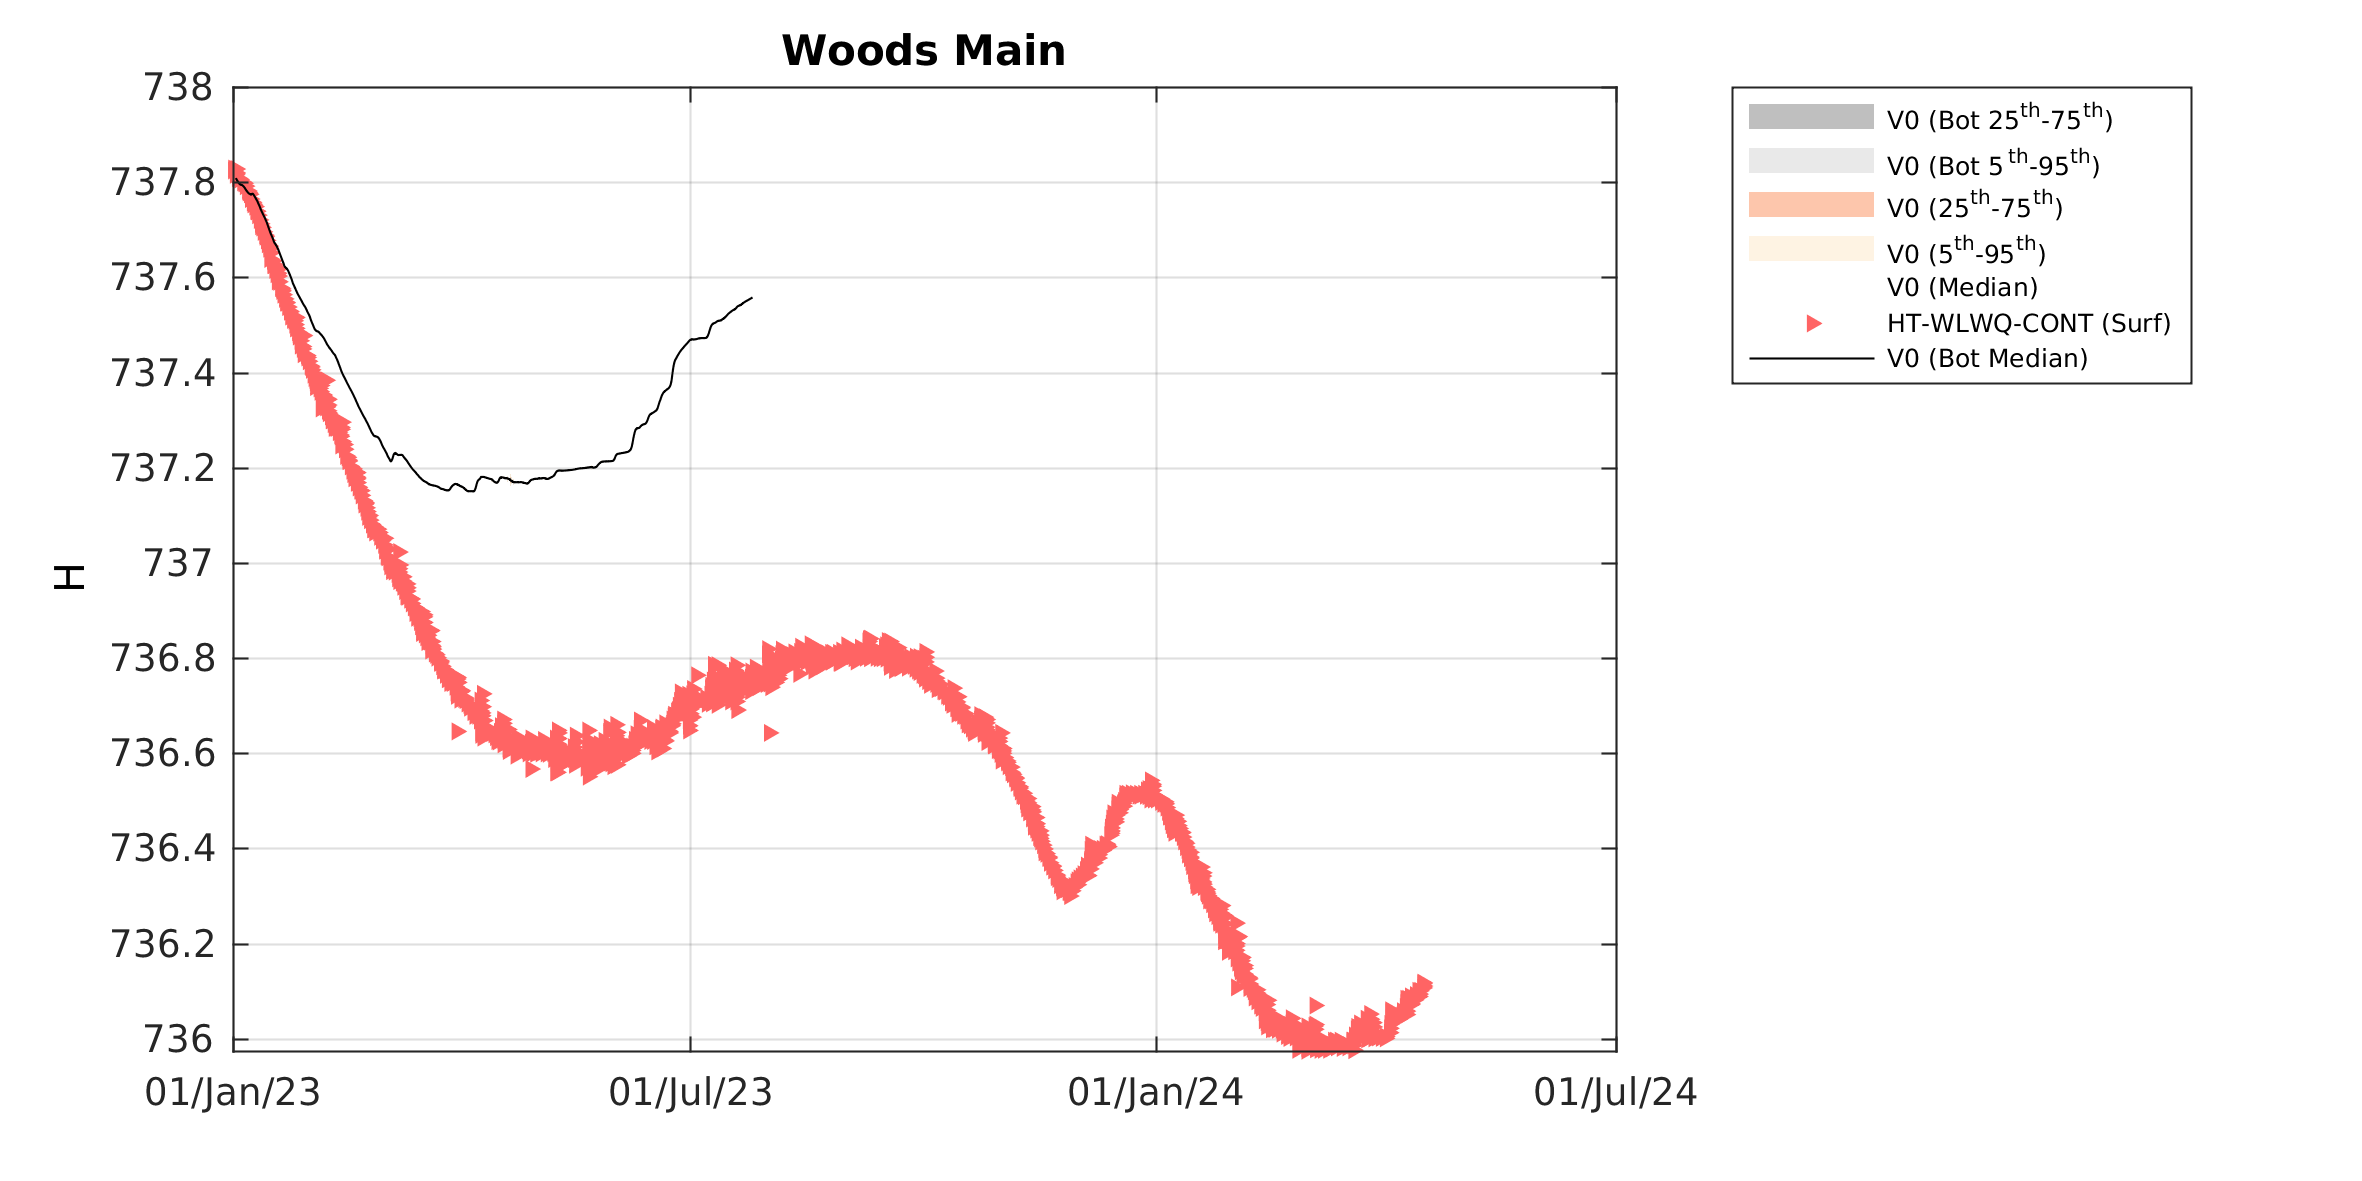 Woods Main
738
737.8
737.6
737.4
737.2
737
736.8
736.6
736.4
736.2
736
H
01/Jan/23
01/Jul/23
01/Jan/24
01/Jul/24
V0 (Bot 25th-75th)
V0 (Bot 5th-95th)
V0 (25th-75th)
V0 (5th-95th)
V0 (Median)
HT-WLWQ-CONT (Surf)
V0 (Bot Median)